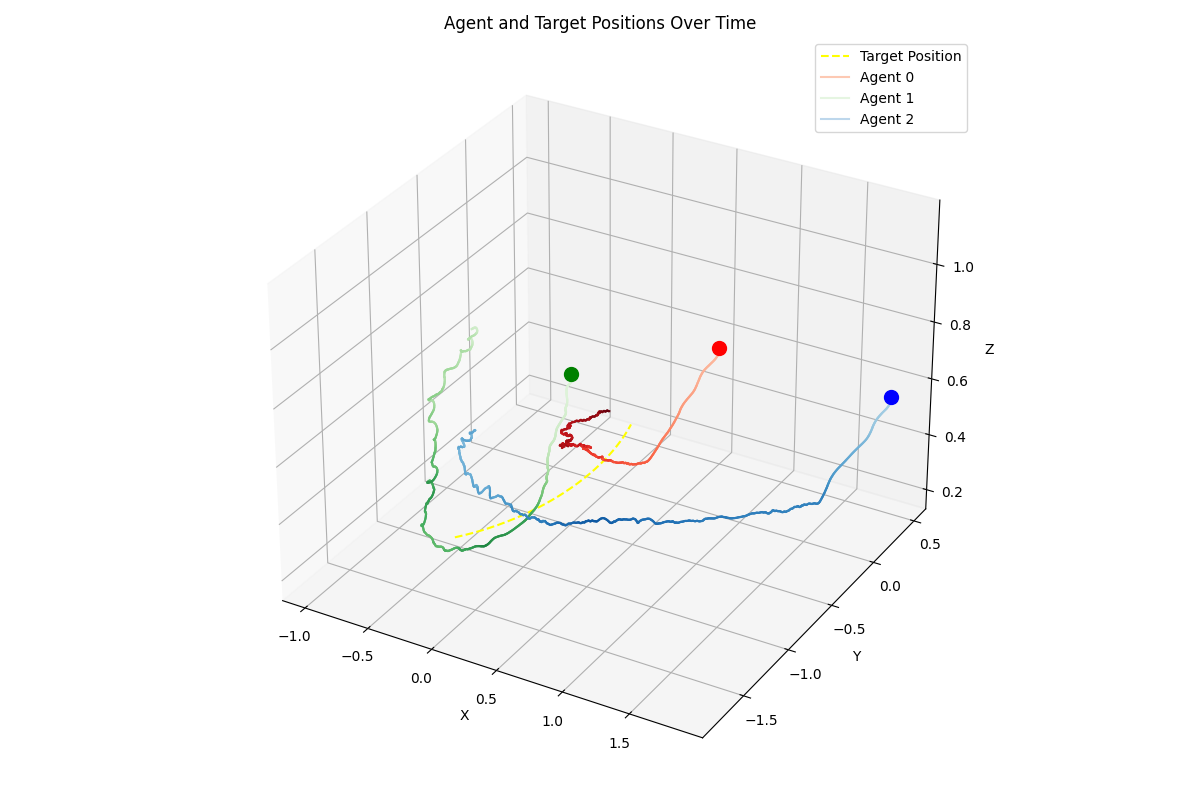 Agent and Target Positions Over Time
Target Position
Agent 0
Agent 1
Agent 2
1.0
0.8
0.6
0.4
0.2
Z
0.5
0.0
−0.5
−1.0
−1.5
Y
−1.0
−0.5
0.0
0.5
1.0
1.5
X